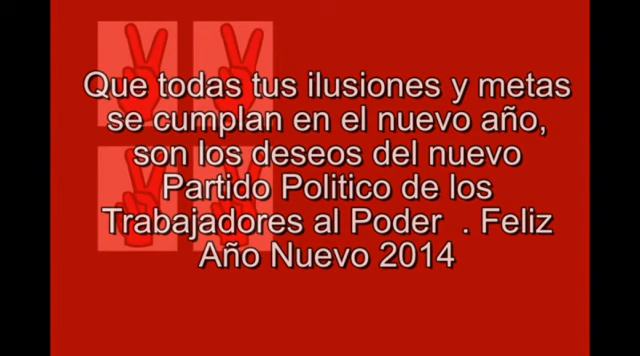 Que todas tus ilusiones y metas
se cumplan en el nuevo año,
son los deseos del nuevo
Partido Politico de los
Trabajadores al Poder . Feliz
Año Nuevo 2014